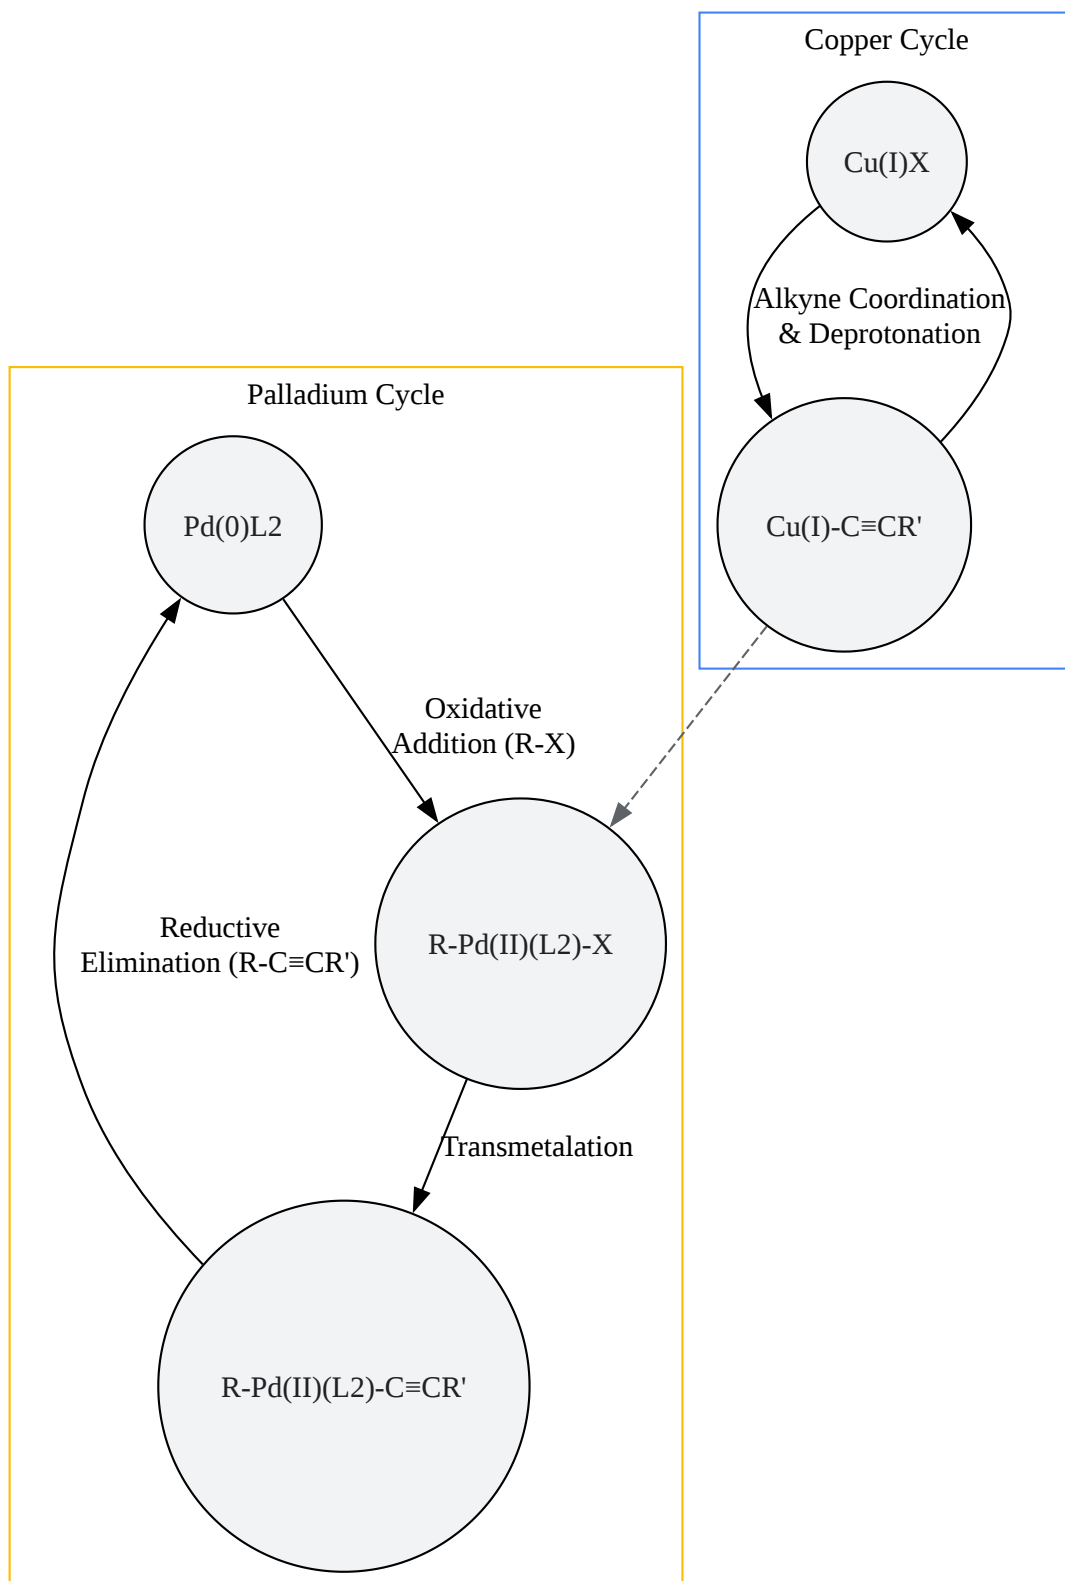 Copper Cycle
Cu(I)X
Alkyne Coordination
& Deprotonation
Cu(I)-C≡CR'
Palladium Cycle
Pd(0)L2
Oxidative
Addition (R-X)
R-Pd(II)(L2)-X
Reductive
Elimination (R-C≡CR')
Transmetalation
R-Pd(II)(L2)-C≡CR'